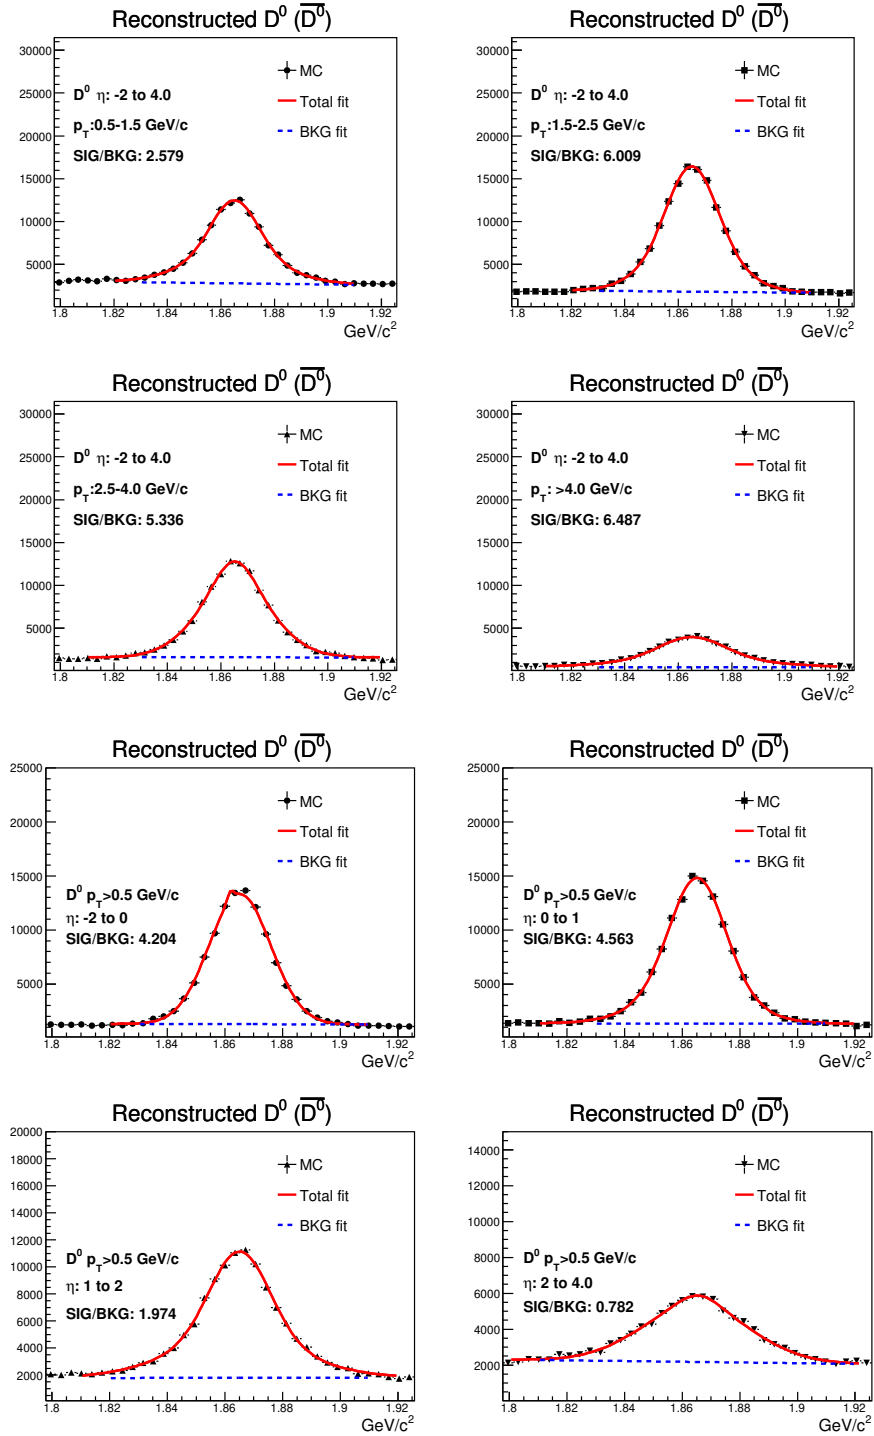 Reconstructed D⁰ (D̅⁰)
30000
25000
20000
15000
10000
5000
D⁰ η: -2 to 4.0
p_T:0.5-1.5 GeV/c
SIG/BKG: 2.579
MC
Total fit
BKG fit
1.8 1.82 1.84 1.86 1.88 1.9 1.92
GeV/c²
Reconstructed D⁰ (D̅⁰)
30000
25000
20000
15000
10000
5000
D⁰ η: -2 to 4.0
p_T:1.5-2.5 GeV/c
SIG/BKG: 6.009
MC
Total fit
BKG fit
1.8 1.82 1.84 1.86 1.88 1.9 1.92
GeV/c²
Reconstructed D⁰ (D̅⁰)
30000
25000
20000
15000
10000
5000
D⁰ η: -2 to 4.0
p_T:2.5-4.0 GeV/c
SIG/BKG: 5.336
MC
Total fit
BKG fit
1.8 1.82 1.84 1.86 1.88 1.9 1.92
GeV/c²
Reconstructed D⁰ (D̅⁰)
30000
25000
20000
15000
10000
5000
D⁰ η: -2 to 4.0
p_T: >4.0 GeV/c
SIG/BKG: 6.487
MC
Total fit
BKG fit
1.8 1.82 1.84 1.86 1.88 1.9 1.92
GeV/c²
Reconstructed D⁰ (D̅⁰)
25000
20000
15000
10000
5000
D⁰ p_T>0.5 GeV/c
η: -2 to 0
SIG/BKG: 4.204
MC
Total fit
BKG fit
1.8 1.82 1.84 1.86 1.88 1.9 1.92
GeV/c²
Reconstructed D⁰ (D̅⁰)
25000
20000
15000
10000
5000
D⁰ p_T>0.5 GeV/c
η: 0 to 1
SIG/BKG: 4.563
MC
Total fit
BKG fit
1.8 1.82 1.84 1.86 1.88 1.9 1.92
GeV/c²
Reconstructed D⁰ (D̅⁰)
20000
18000
16000
14000
12000
10000
8000
6000
4000
2000
D⁰ p_T>0.5 GeV/c
η: 1 to 2
SIG/BKG: 1.974
MC
Total fit
BKG fit
1.8 1.82 1.84 1.86 1.88 1.9 1.92
GeV/c²
Reconstructed D⁰ (D̅⁰)
14000
12000
10000
8000
6000
4000
2000
D⁰ p_T>0.5 GeV/c
η: 2 to 4.0
SIG/BKG: 0.782
MC
Total fit
BKG fit
1.8 1.82 1.84 1.86 1.88 1.9 1.92
GeV/c²